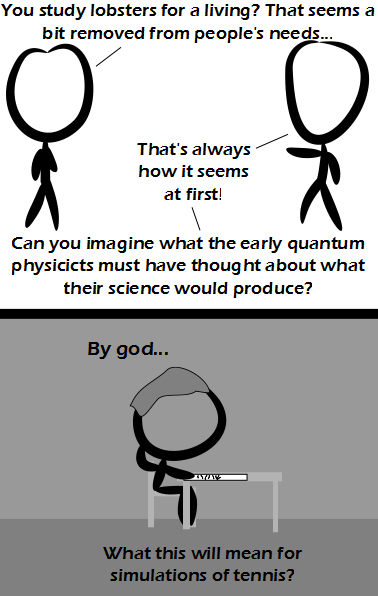 You study lobsters for a living? That seems a
bit removed from people's needs...
That's always
how it seems
at first!
Can you imagine what the early quantum
physicicts must have thought about what
their science would produce?
By god...
What this will mean for
simulations of tennis?